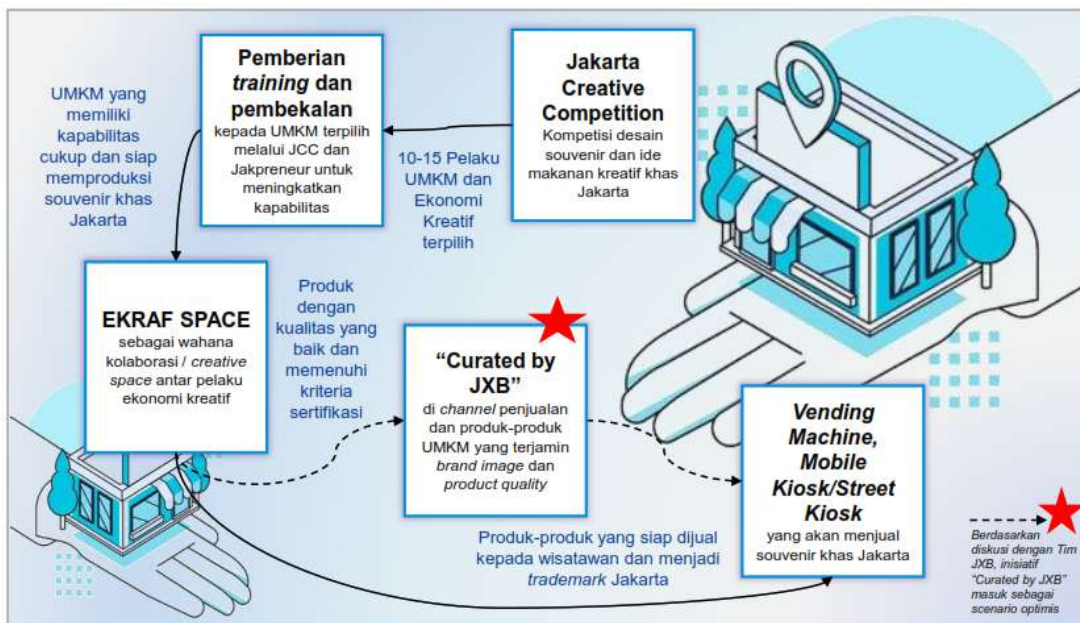 Jakarta
Creative
Competition
Kompetisi desain
souvenir dan ide
makanan kreatif khas
Jakarta
10-15 Pelaku
UMKM dan
Ekonomi
Kreatif
terpilih
Pemberian
training dan
pembekalan
kepada UMKM terpilih
melalui JCC dan
Jakpreneur untuk
meningkatkan
kapabilitas
UMKM yang
memiliki
kapabilitas
cukup dan siap
memproduksi
souvenir khas
Jakarta
EKRAF SPACE
sebagai wahana
kolaborasi / creative
space antar pelaku
ekonomi kreatif
Produk
dengan
kualitas yang
baik dan
memenuhi
kriteria
sertifikasi
“Curated by
JXB”
di channel penjualan
dan produk-produk
UMKM yang terjamin
brand image dan
product quality
Produk-produk yang siap dijual
kepada wisatawan dan menjadi
trademark Jakarta
Vending
Machine,
Mobile
Kiosk/Street
Kiosk
yang akan menjual
souvenir khas Jakarta
Berdasarkan
diskusi dengan Tim
JXB, inisiatif
“Curated by JXB”
masuk sebagai
scenario optimis